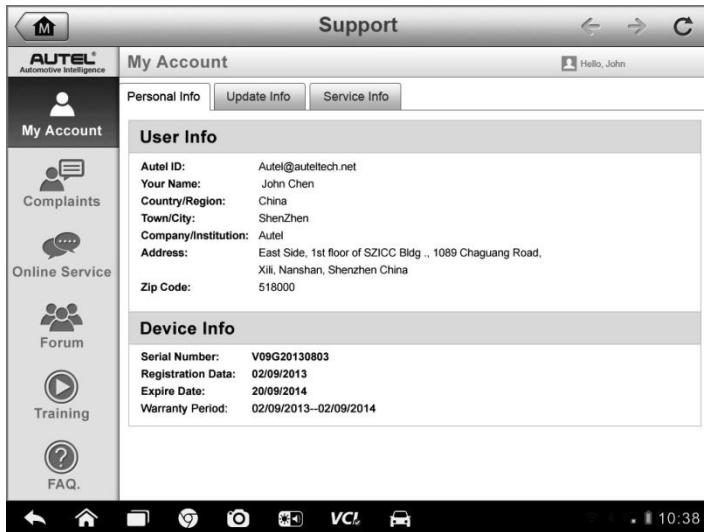 M
Support
AUTEL®
Automotive Intelligence
My Account
Hello, John
My Account
Complaints
Online Service
Forum
Training
FAQ.
Personal Info
Update Info
Service Info
User Info
Autel ID: Autel@auteltech.net
Your Name: John Chen
Country/Region: China
Town/City: ShenZhen
Company/Institution: Autel
Address: East Side, 1st floor of SZICC Bldg ., 1089 Chaguang Road,
Xili, Nanshan, Shenzhen China
Zip Code: 518000
Device Info
Serial Number: V09G20130803
Registration Data: 02/09/2013
Expire Date: 20/09/2014
Warranty Period: 02/09/2013--02/09/2014
VCI
10:38